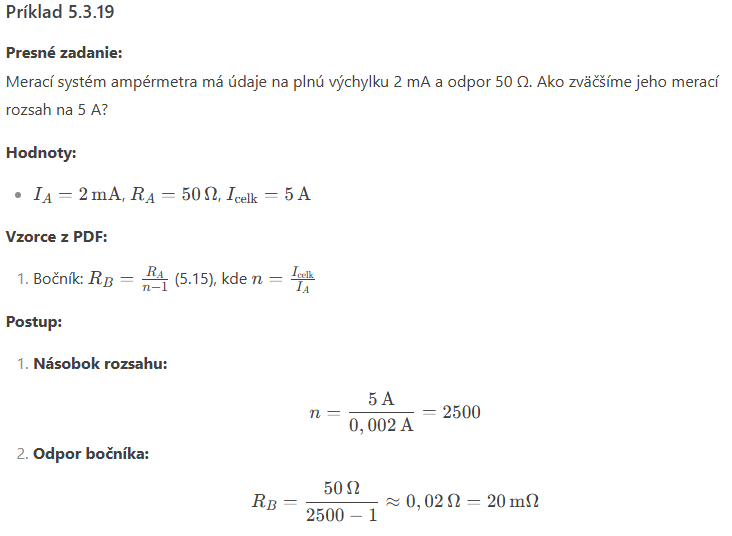 Príklad 5.3.19
Presné zadanie:
Merací systém ampérmetra má údaje na plnú výchylku 2 mA a odpor 50 Ω. Ako zväčšíme jeho merací
rozsah na 5 A?
Hodnoty:
• I_A = 2 mA, R_A = 50 Ω, I_celk = 5 A
Vzorce z PDF:
1. Bočník: R_B = R_A/(n−1) (5.15), kde n = I_celk/I_A
Postup:
1. Násobok rozsahu:
n = 5 A/0,002 A = 2500
2. Odpor bočníka:
R_B = 50 Ω/(2500 − 1) ≈ 0,02 Ω = 20 mΩ